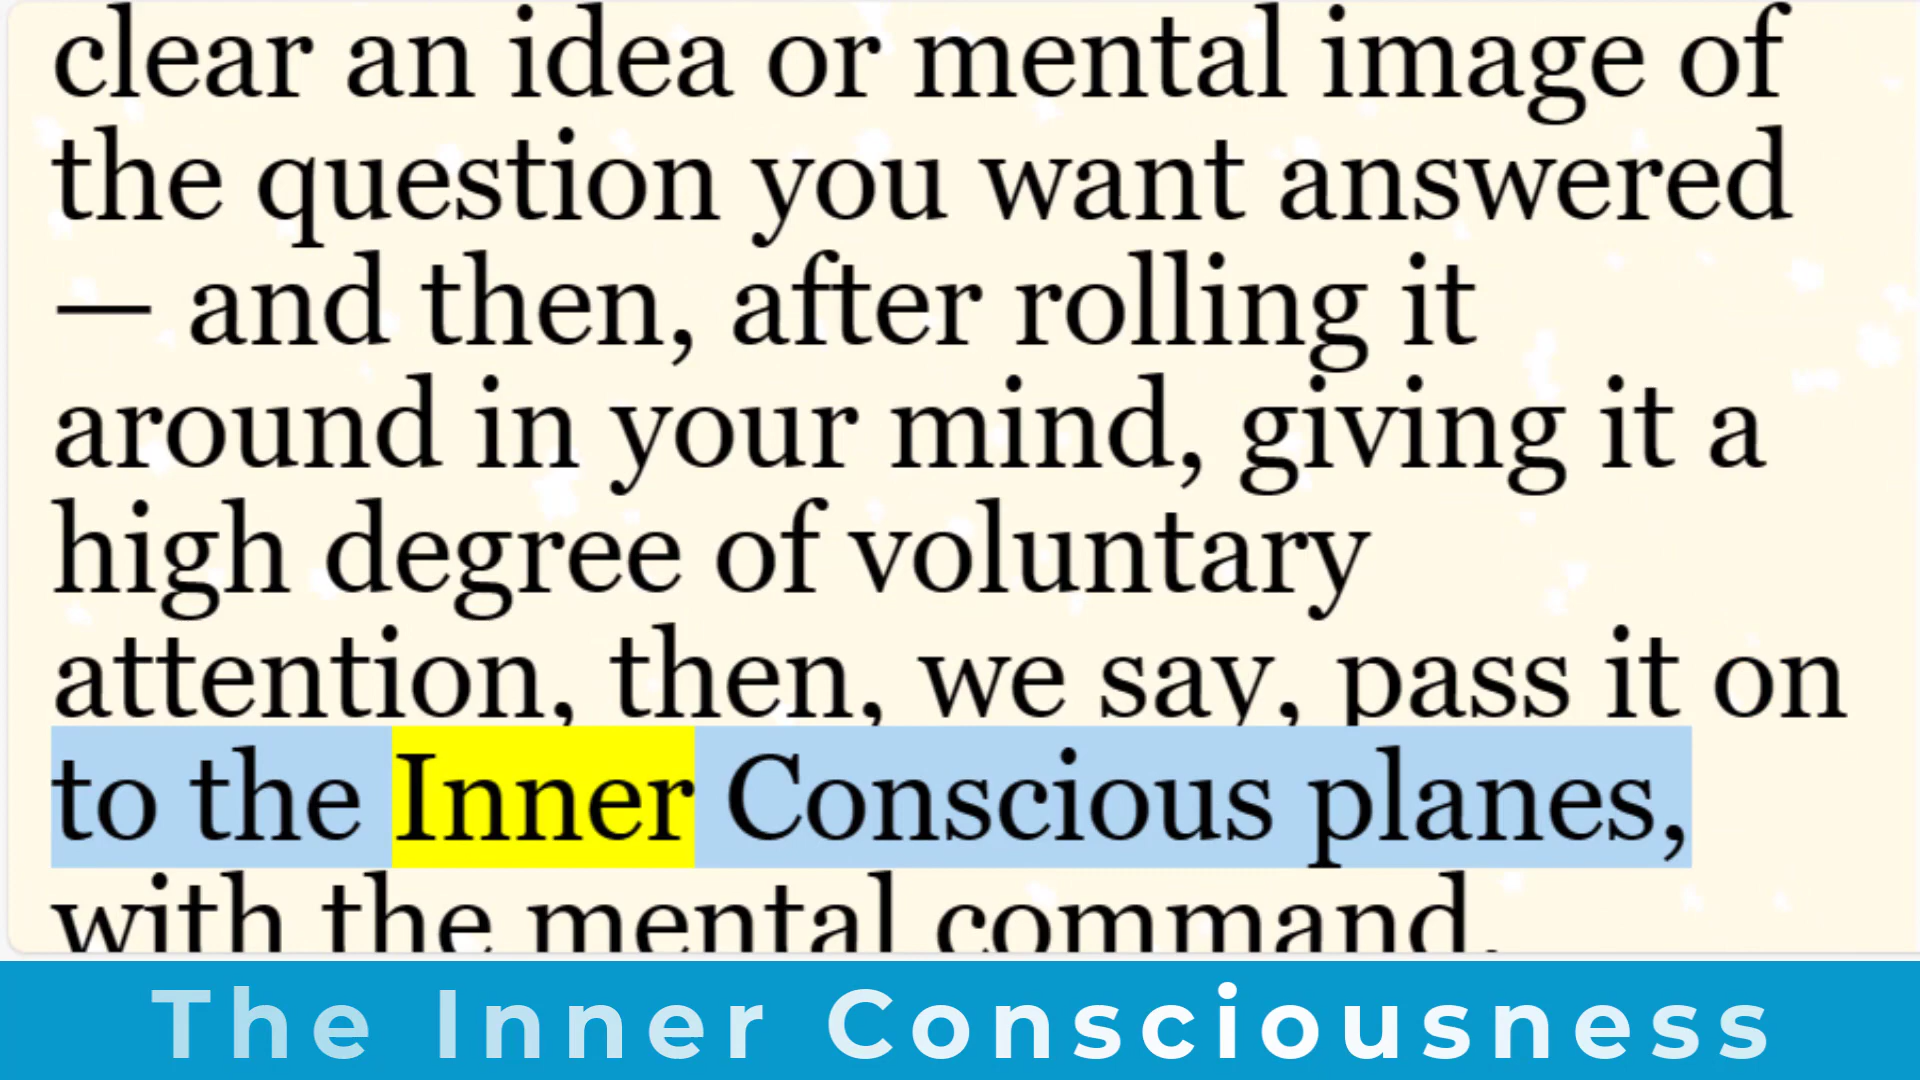 clear an idea or mental image of
the question you want answered
— and then, after rolling it
around in your mind, giving it a
high degree of voluntary
attention, then, we say, pass it on
to the Inner Conscious planes,
with the mental command,
The Inner Consciousness